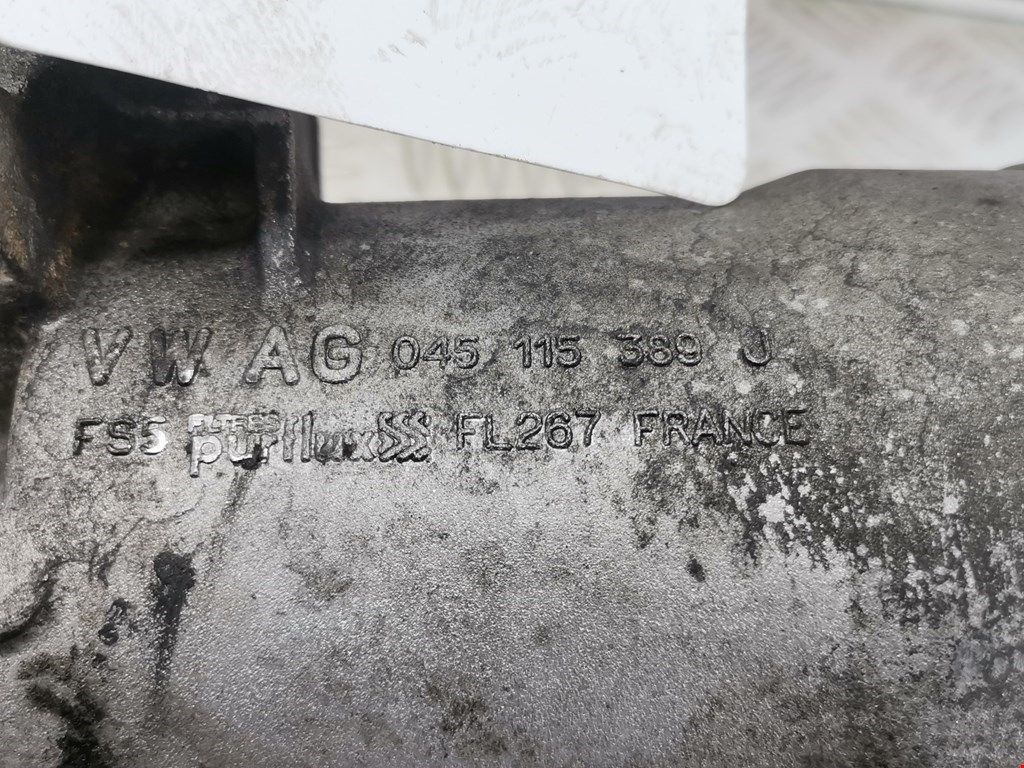 VW AG 045 115 389 J
FS5 purflux FL267 FRANCE